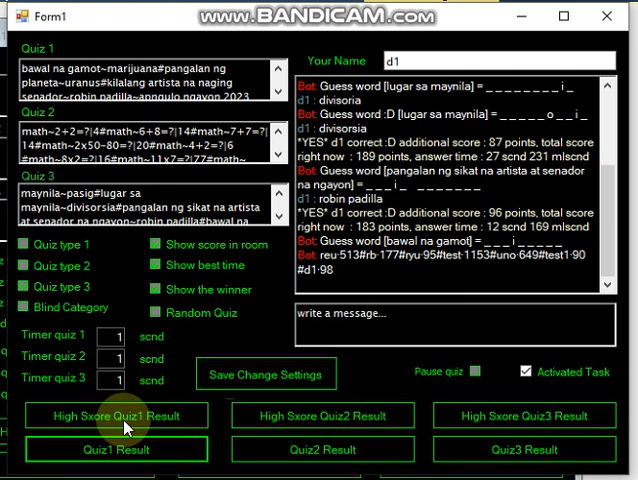 Form1
WWW.BANDICAM.COM
Quiz 1
bawal na gamot~marijuana#pangalan ng
planeta~uranus#kilalang artista na naging
senador~robin padilla#apngulo ngayon 2023
Quiz 2
math~2+2=?|4#math~6+8=?|14#math~7+7=?|
14#math~2x50-80=?|20#math~4+2=?|6
#math~8x2=?|16#math~11x7=?|77#math~
Quiz 3
maynila~pasig#lugar sa
maynila~divisorsia#pangalan ng sikat na artista
at senador na ngayon~robin padilla#bawal na
Quiz type 1
Quiz type 2
Quiz type 3
Blind Category
Show score in room
Show best time
Show the winner
Random Quiz
Timer quiz 1 1 scnd
Timer quiz 2 1 scnd
Timer quiz 3 1 scnd
Save Change Settings
Your Name d1
Bot: Guess word [lugar sa maynila] = _ _ _ _ _ _ _ _ i _
d1 : divisoria
Bot: Guess word :D [lugar sa maynila] = _ _ _ _ _ o _ _ i _
d1 : divisorsia
*YES* d1 correct :D additional score : 87 points, total score
right now : 189 points, answer time : 27 scnd 231 mlscnd
Bot: Guess word [pangalan ng sikat na artista at senador
na ngayon] = _ _ _ i _ _ _ _ _ _ _ _
d1 : robin padilla
*YES* d1 correct :D additional score : 96 points, total score
right now : 183 points, answer time : 12 scnd 169 mlscnd
Bot: Guess word [bawal na gamot] = _ _ _ i _ _ _ _ _
Bot: reu·513#rb·177#ryu·95#test·1153#uno·649#test1·90
#d1·98
write a message...
Pause quiz
Activated Task
High Sxore Quiz1 Result
High Sxore Quiz2 Result
High Sxore Quiz3 Result
Quiz1 Result
Quiz2 Result
Quiz3 Result